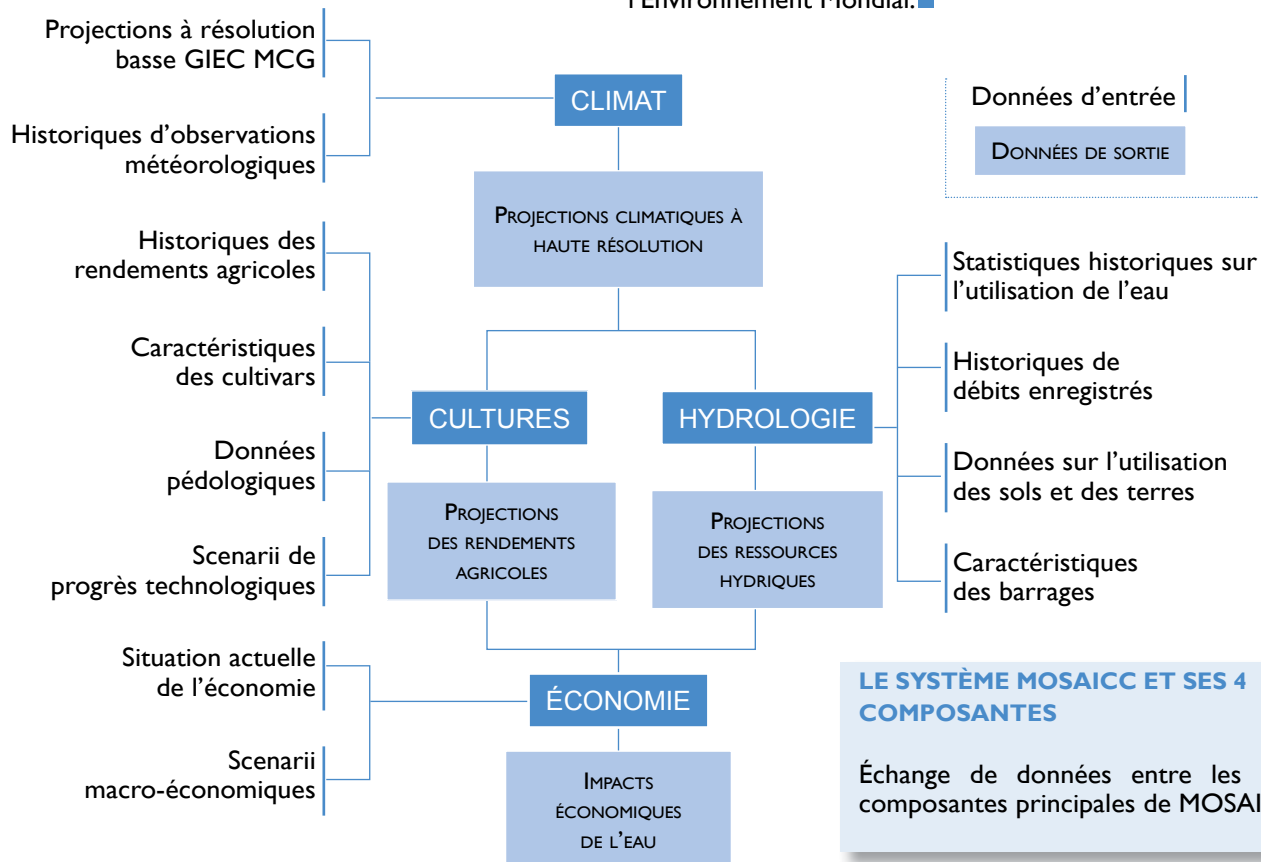 l'Environnement Mondial.
Projections à résolution
basse GIEC MCG
Historiques d'observations
météorologiques
CLIMAT
Données d'entrée
DONNÉES DE SORTIE
PROJECTIONS CLIMATIQUES À
HAUTE RÉSOLUTION
Historiques des
rendements agricoles
Caractéristiques
des cultivars
Données
pédologiques
Scenarii de
progrès technologiques
CULTURES
HYDROLOGIE
Statistiques historiques sur
l'utilisation de l'eau
Historiques de
débits enregistrés
Données sur l'utilisation
des sols et des terres
Caractéristiques
des barrages
PROJECTIONS
DES RENDEMENTS
AGRICOLES
PROJECTIONS
DES RESSOURCES
HYDRIQUES
Situation actuelle
de l'économie
Scenarii
macro-économiques
ÉCONOMIE
IMPACTS
ÉCONOMIQUES
DE L'EAU
LE SYSTÈME MOSAICC ET SES 4
COMPOSANTES
Échange de données entre les
composantes principales de MOSAI